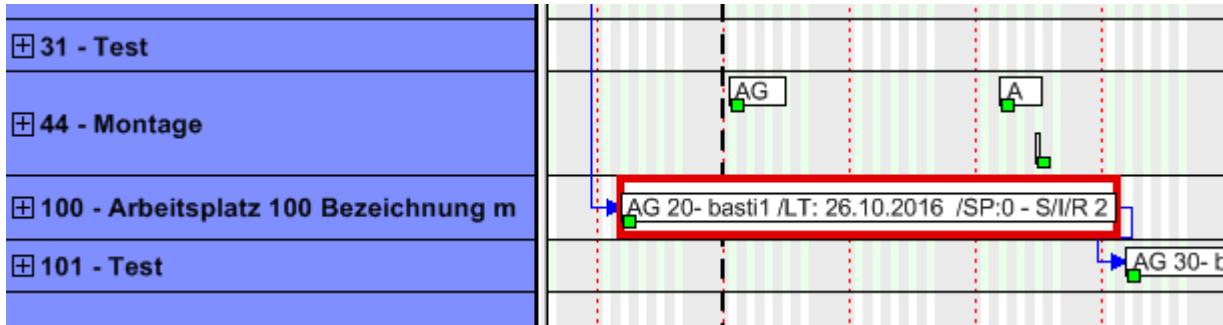 31 - Test
AG
A
44 - Montage
100 - Arbeitsplatz 100 Bezeichnung m
AG 20- basti1 /LT: 26.10.2016 /SP:0 - S/I/R 2
101 - Test
AG 30-